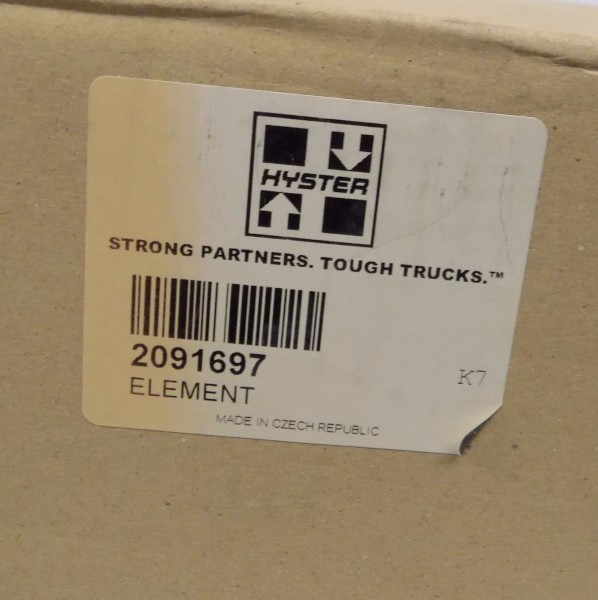 HYSTER
STRONG PARTNERS. TOUGH TRUCKS.™
2091697
ELEMENT
K7
MADE IN CZECH REPUBLIC